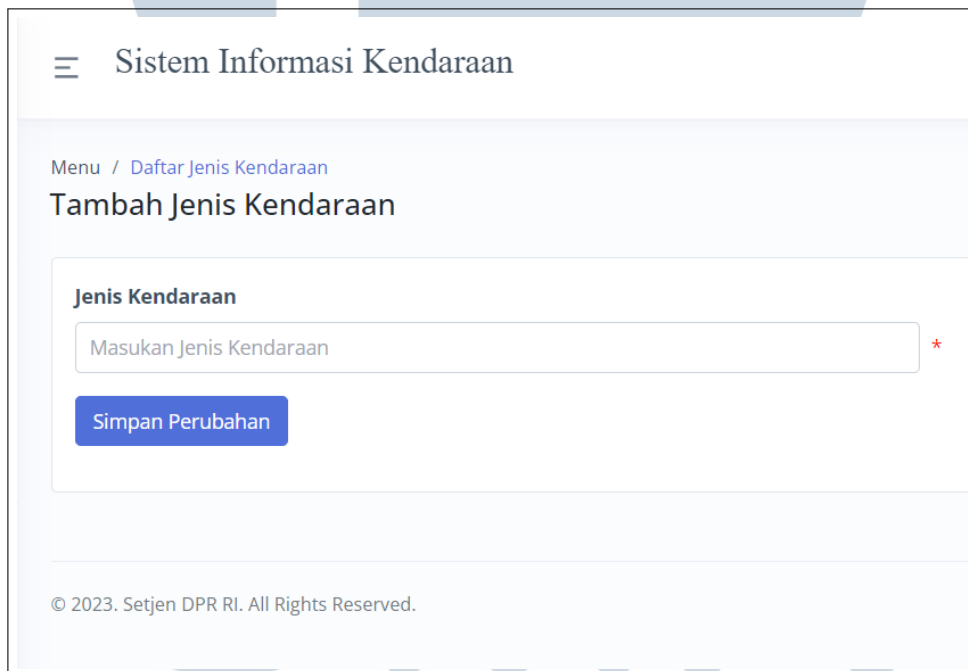 Sistem Informasi Kendaraan
Menu / Daftar Jenis Kendaraan
Tambah Jenis Kendaraan
Jenis Kendaraan
Masukan Jenis Kendaraan *
Simpan Perubahan
© 2023. Setjen DPR RI. All Rights Reserved.